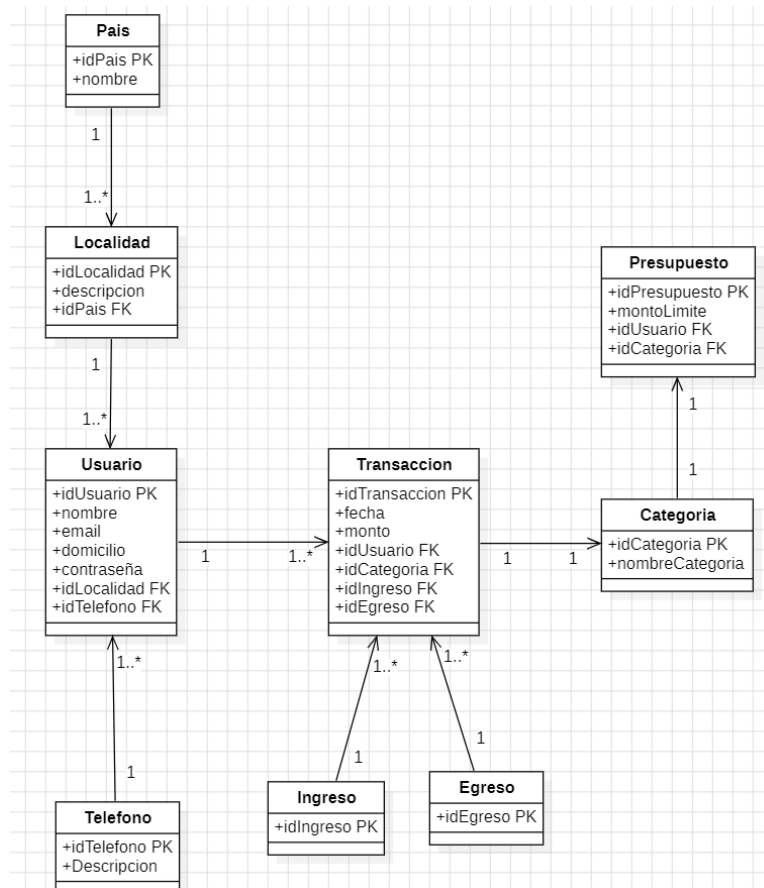 Pais
+idPais PK
+nombre
1
1..*
Localidad
+idLocalidad PK
+descripcion
+idPais FK
1
1..*
Usuario
+idUsuario PK
+nombre
+email
+domicilio
+contraseña
+idLocalidad FK
+idTelefono FK
1
1..*
Transaccion
+idTransaccion PK
+fecha
+monto
+idUsuario FK
+idCategoria FK
+idIngreso FK
+idEgreso FK
1
1
Presupuesto
+idPresupuesto PK
+montoLimite
+idUsuario FK
+idCategoria FK
1
1
Categoria
+idCategoria PK
+nombreCategoria
1..*
1
Telefono
+idTelefono PK
+Descripcion
1..*
1
Ingreso
+idIngreso PK
1..*
1
Egreso
+idEgreso PK